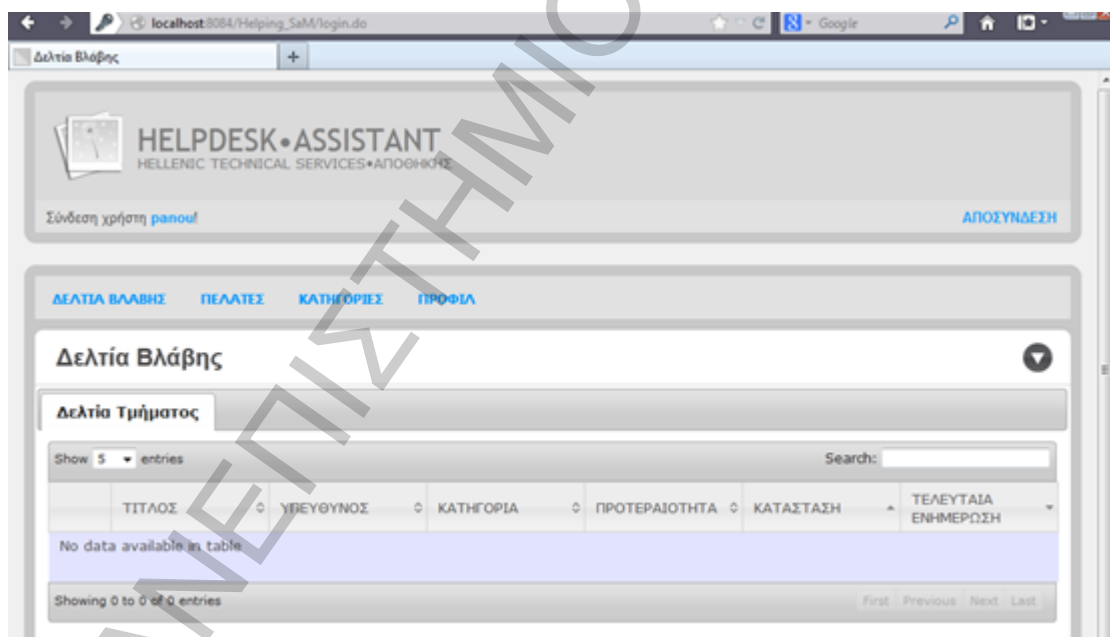 localhost:8084/Helping_SaM/login.do
Google
Δελτία Βλάβης
HELPDESK•ASSISTANT
HELLENIC TECHNICAL SERVICES•ΑΠΟΘΗΚΗΣ
Σύνδεση χρήστη panou!
ΑΠΟΣΥΝΔΕΣΗ
ΔΕΛΤΙΑ ΒΛΑΒΗΣ ΠΕΛΑΤΕΣ ΚΑΤΗΓΟΡΙΕΣ ΠΡΟΦΙΛ
Δελτία Βλάβης
Δελτία Τμήματος
Show 5 entries Search:
ΤΙΤΛΟΣ ΥΠΕΥΘΥΝΟΣ ΚΑΤΗΓΟΡΙΑ ΠΡΟΤΕΡΑΙΟΤΗΤΑ ΚΑΤΑΣΤΑΣΗ ΤΕΛΕΥΤΑΙΑ
ΕΝΗΜΕΡΩΣΗ
No data available in table
Showing 0 to 0 of 0 entries First Previous Next Last
ΑΝΕΠΙΣΤΗΜΙΟ